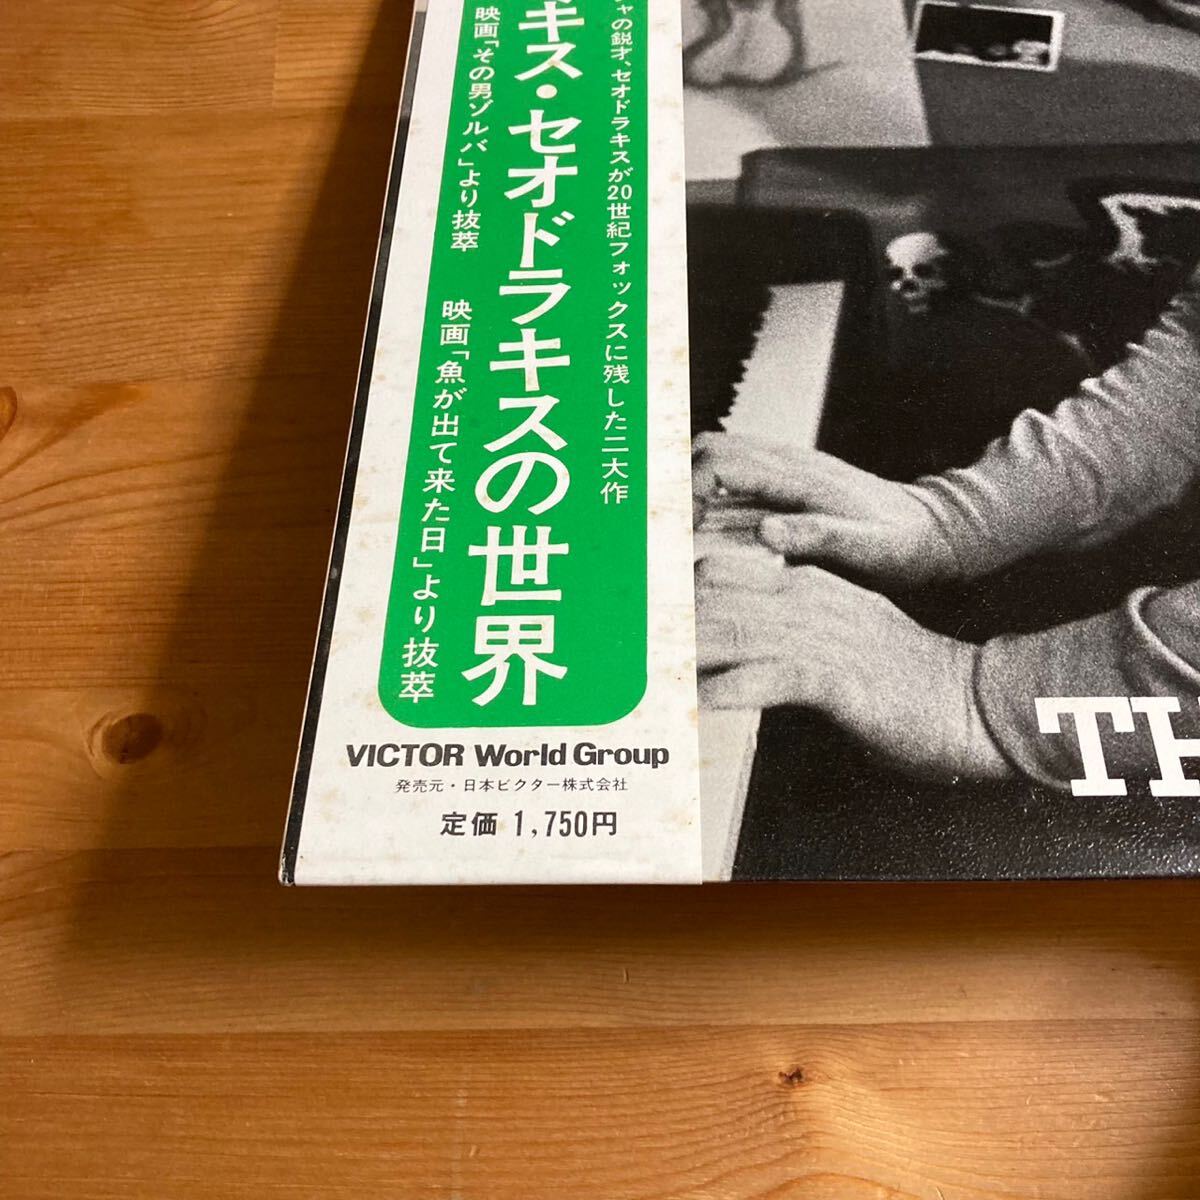 ャの鋭才、セオドラキスが20世紀フォックスに残した二大作
キス・セオドラキスの世界
映画「その男ゾルバ」より抜萃
映画「魚が出て来た日」より抜萃
VICTOR World Group
発売元・日本ビクター株式会社
定価 1,750円
TH